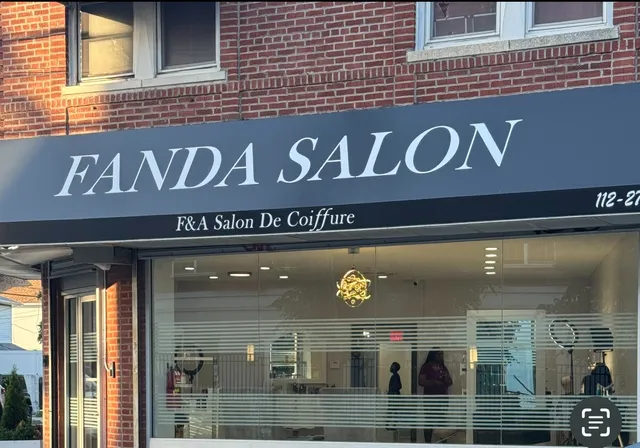 FANDA SALON
F&A Salon De Coiffure
112-27